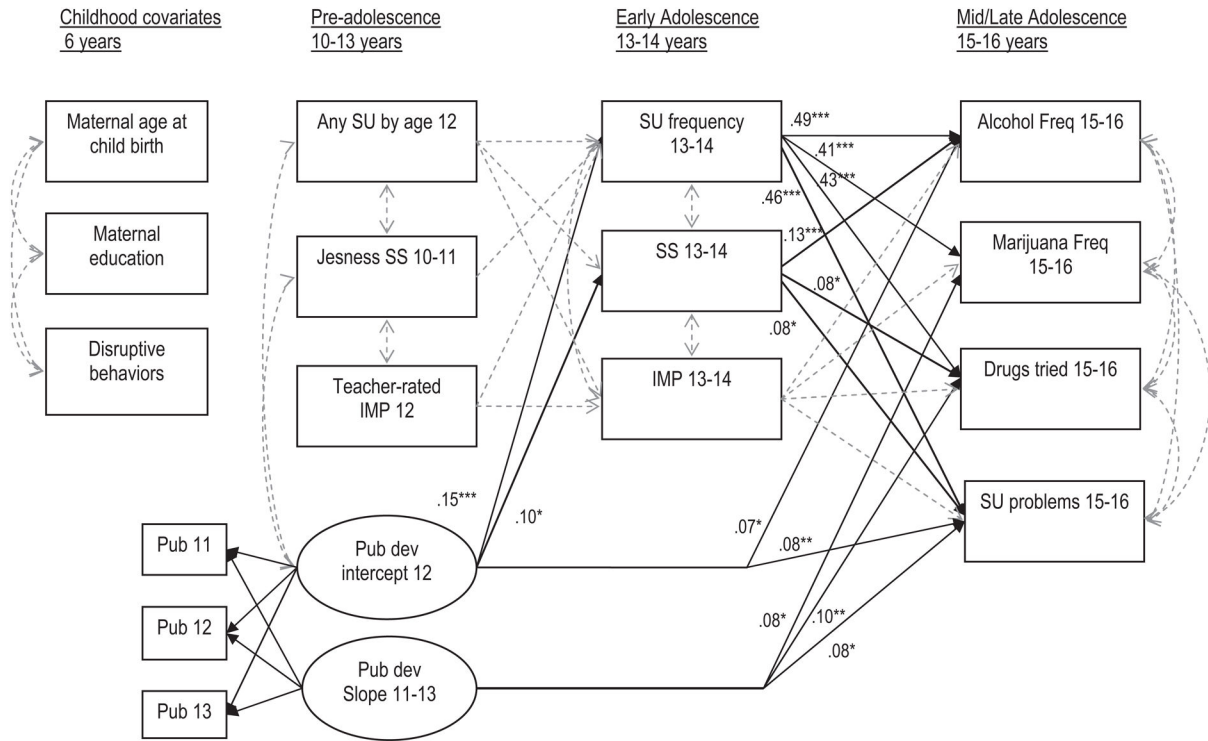 Childhood covariates
6 years
Pre-adolescence
10-13 years
Early Adolescence
13-14 years
Mid/Late Adolescence
15-16 years
Maternal age at
child birth
Any SU by age 12
SU frequency
13-14
Alcohol Freq 15-16
.49***
.41***
.43***
.46***
Maternal
education
Jesness SS 10-11
SS 13-14
Marijuana Freq
15-16
.13***
.08*
.08*
Disruptive
behaviors
Teacher-rated
IMP 12
IMP 13-14
Drugs tried 15-16
SU problems 15-16
.15***
.10*
.07*
.08**
Pub 11
Pub 12
Pub 13
Pub dev
intercept 12
Pub dev
Slope 11-13
.08*
.10**
.08*